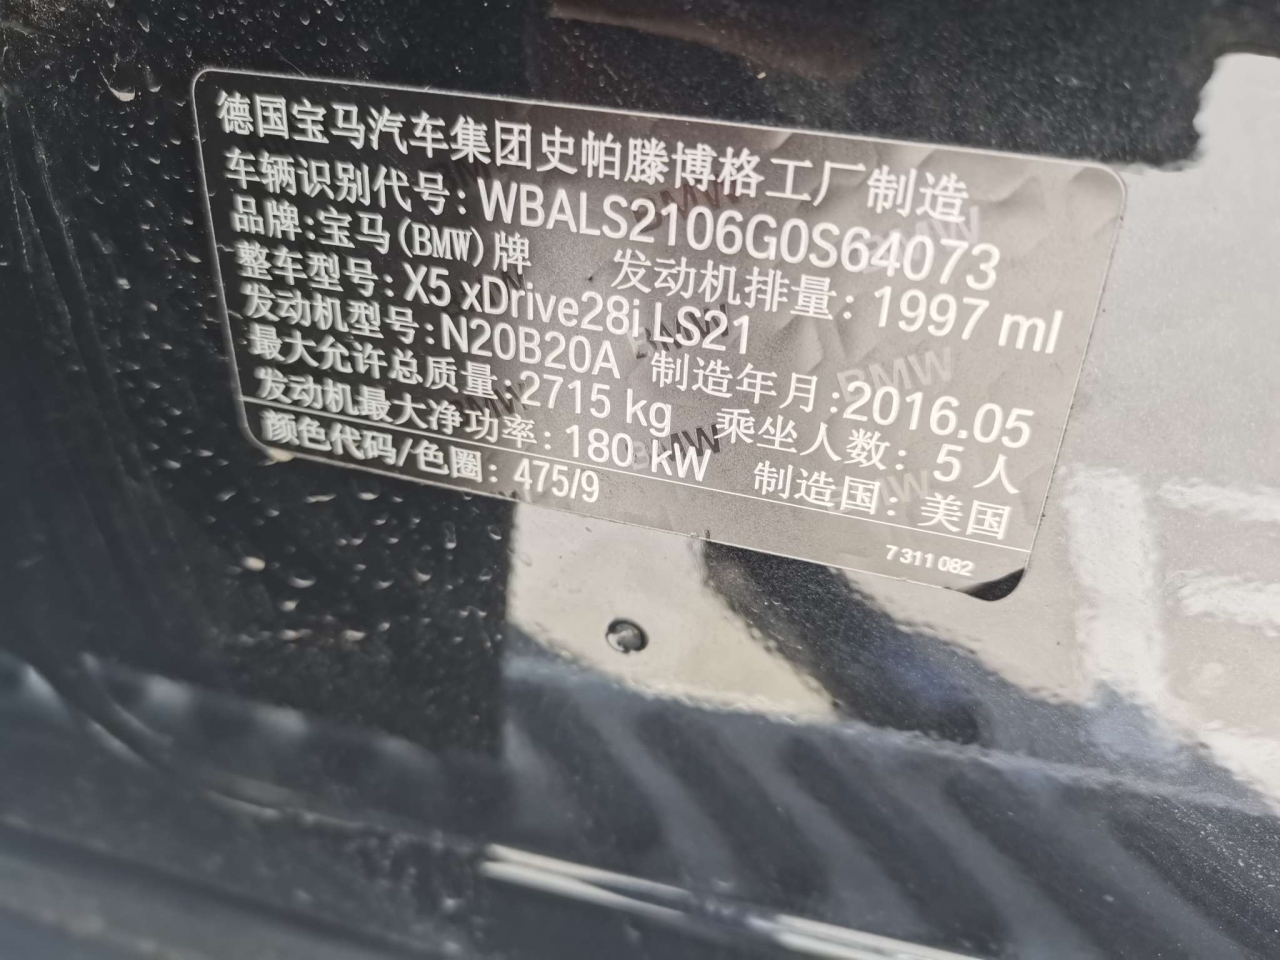 德国宝马汽车集团史帕滕博格工厂制造
车辆识别代号: WBALS2106G0S64073
品牌:宝马(BMW)牌 发动机排量: 1997 ml
整车型号: X5 xDrive28i LS21
发动机型号: N20B20A 制造年月:2016.05
最大允许总质量: 2715 kg 乘坐人数: 5 人
发动机最大净功率: 180 kW 制造国: 美国
颜色代码/色圈: 475/9
7 311 082